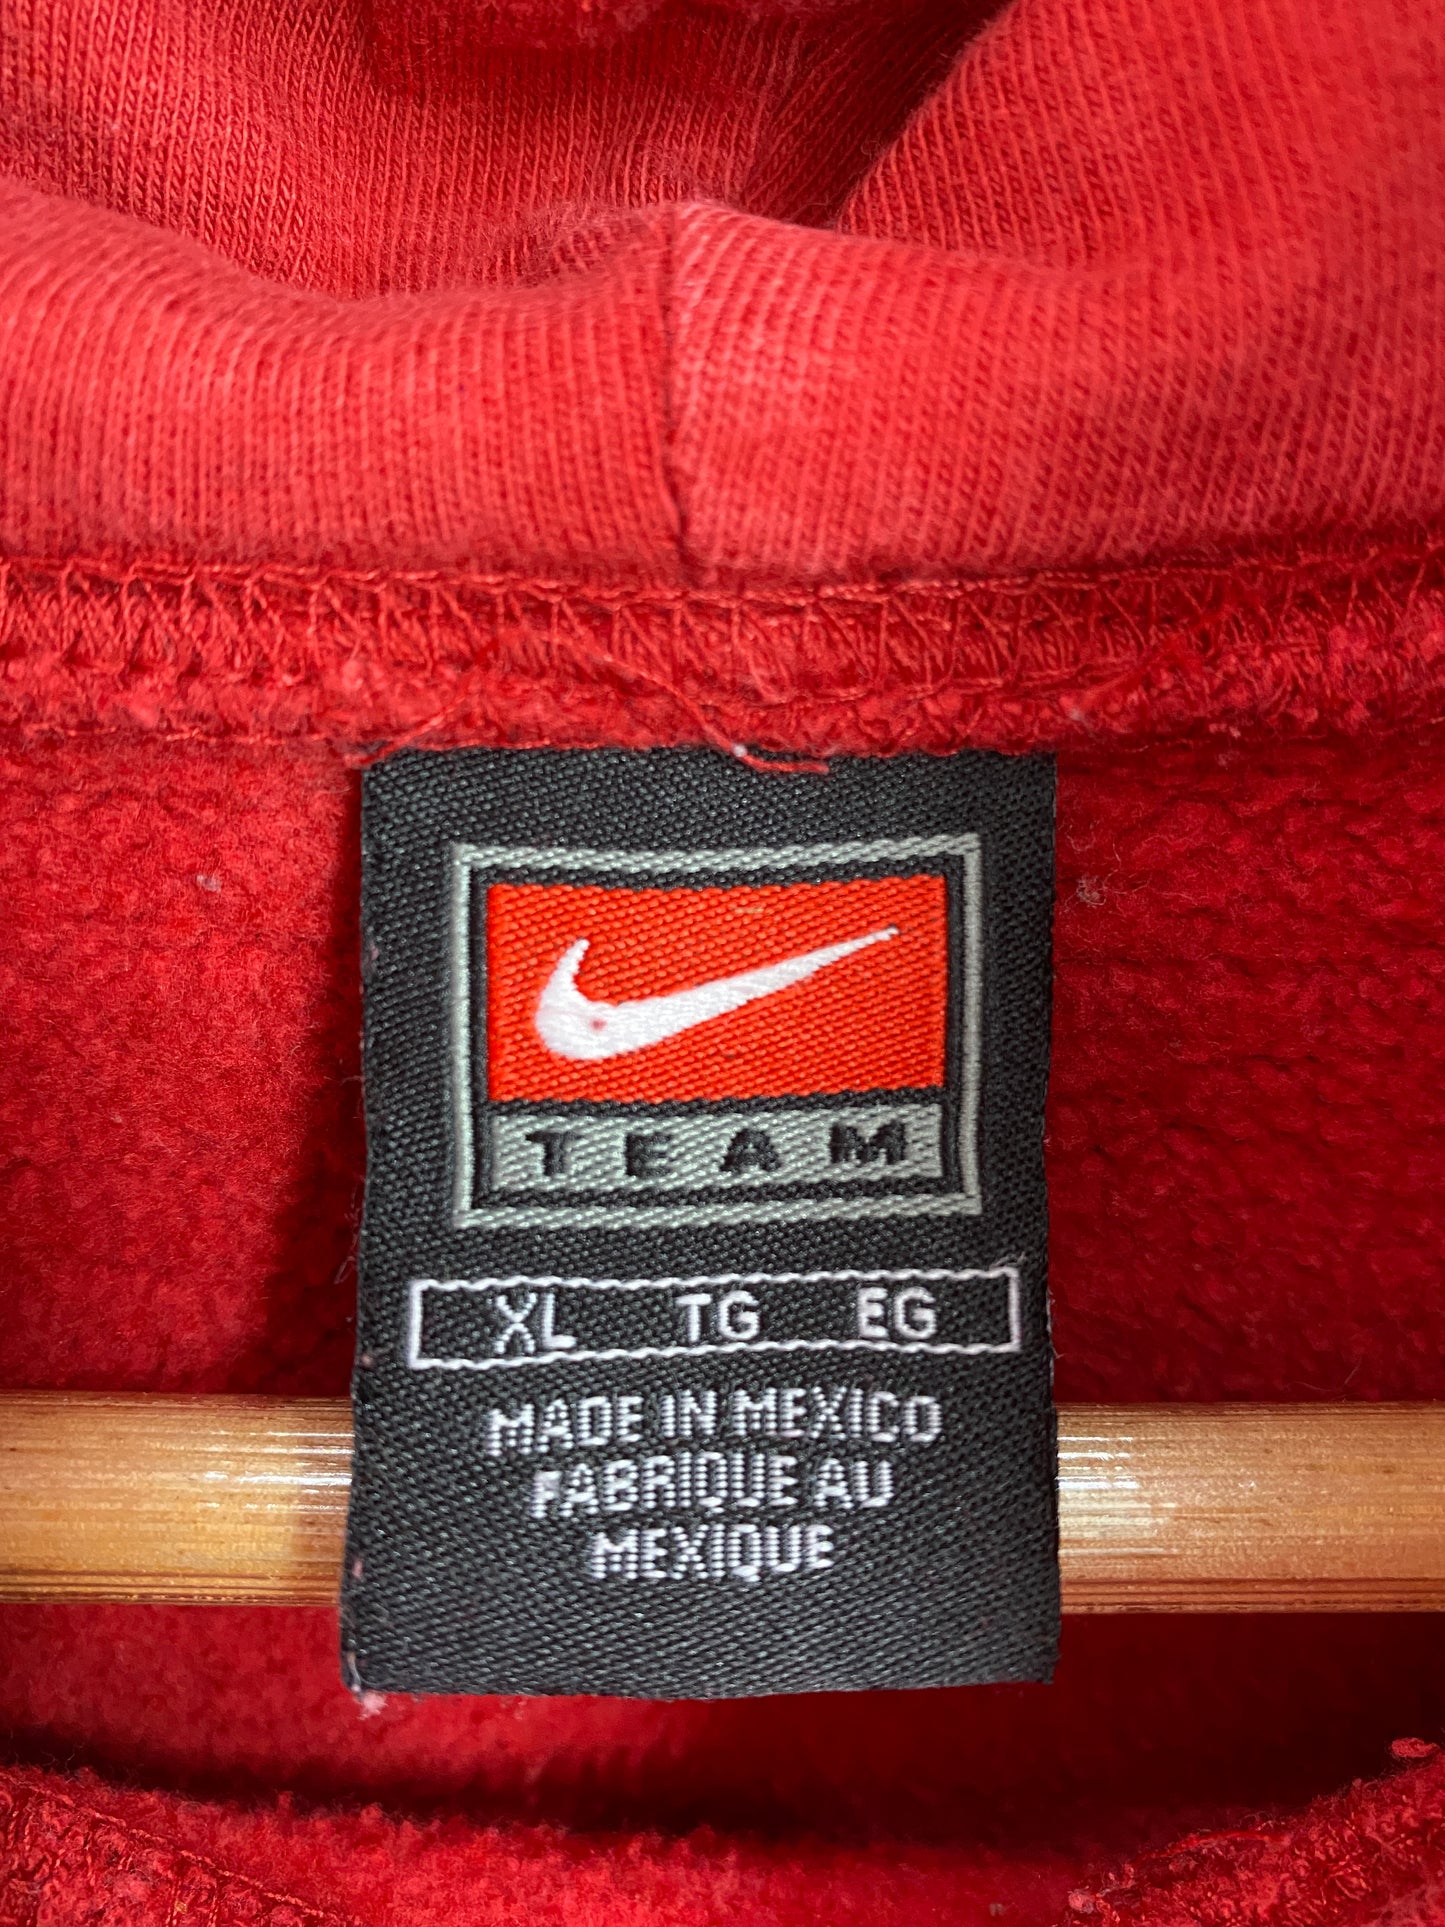 TEAM
XL TG EG
MADE IN MEXICO
FABRIQUE AU
MEXIQUE